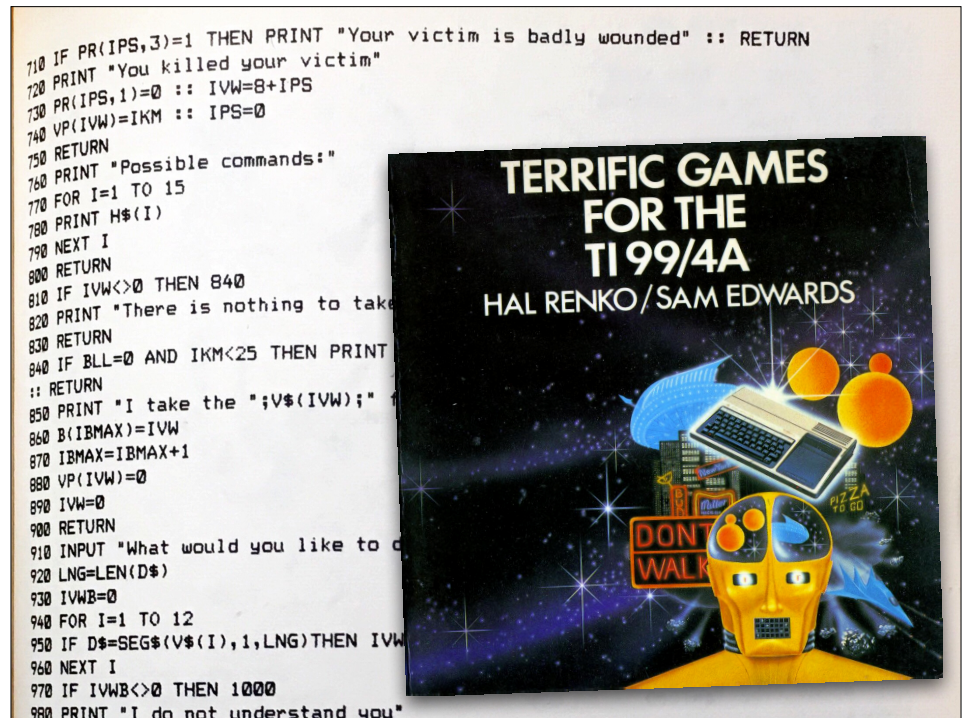 710 IF PR(IPS,3)=1 THEN PRINT "Your victim is badly wounded" :: RETURN
720 PRINT "You killed your victim"
730 PR(IPS,1)=0 :: IVW=8+IPS
740 VP(IVW)=IKM :: IPS=0
750 RETURN
760 PRINT "Possible commands:"
770 FOR I=1 TO 15
780 PRINT H$(I)
790 NEXT I
800 RETURN
810 IF IVW<>0 THEN 840
820 PRINT "There is nothing to take
830 RETURN
840 IF BLL=0 AND IKM<25 THEN PRINT
:: RETURN
850 PRINT "I take the ";V$(IVW);" f
860 B(IBMAX)=IVW
870 IBMAX=IBMAX+1
880 VP(IVW)=0
890 IVW=0
900 RETURN
910 INPUT "What would you like to d
920 LNG=LEN(D$)
930 IVWB=0
940 FOR I=1 TO 12
950 IF D$=SEG$(V$(I),1,LNG)THEN IVW
960 NEXT I
970 IF IVWB<>0 THEN 1000
980 PRINT "I do not understand you"
TERRIFIC GAMES
FOR THE
TI 99/4A
HAL RENKO/SAM EDWARDS
Miller
PIZZA
TO GO
DONT
WALK